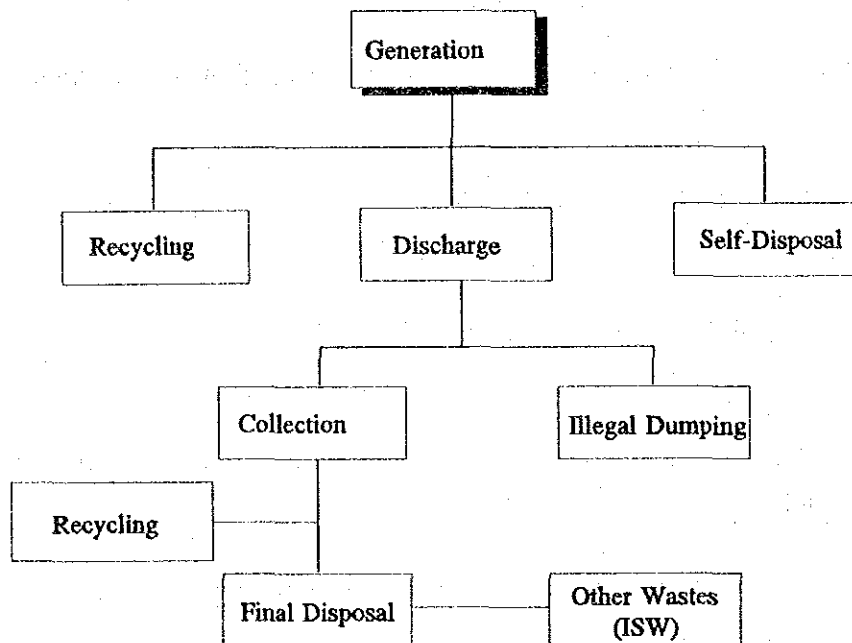 Generation
Recycling
Discharge
Self-Disposal
Collection
Illegal Dumping
Recycling
Final Disposal
Other Wastes
(ISW)